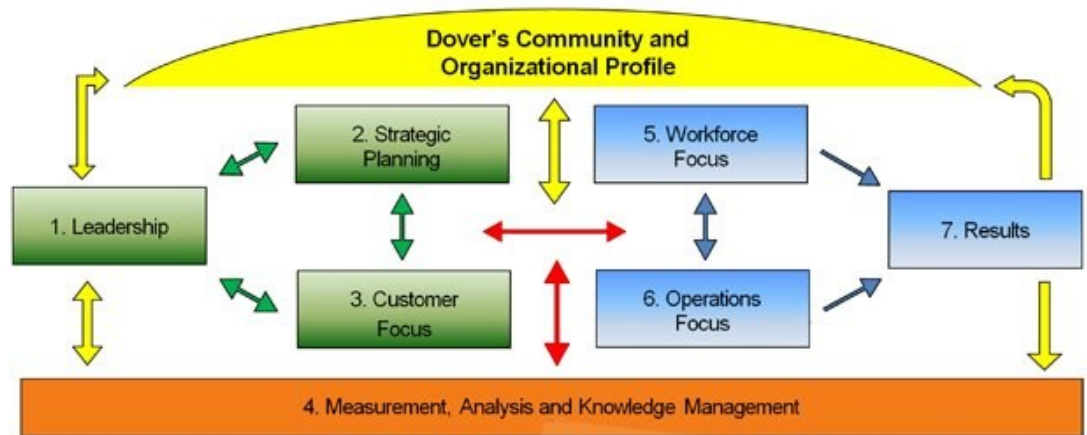 Dover's Community and
Organizational Profile
2. Strategic
Planning
5. Workforce
Focus
1. Leadership
7. Results
3. Customer
Focus
6. Operations
Focus
4. Measurement, Analysis and Knowledge Management